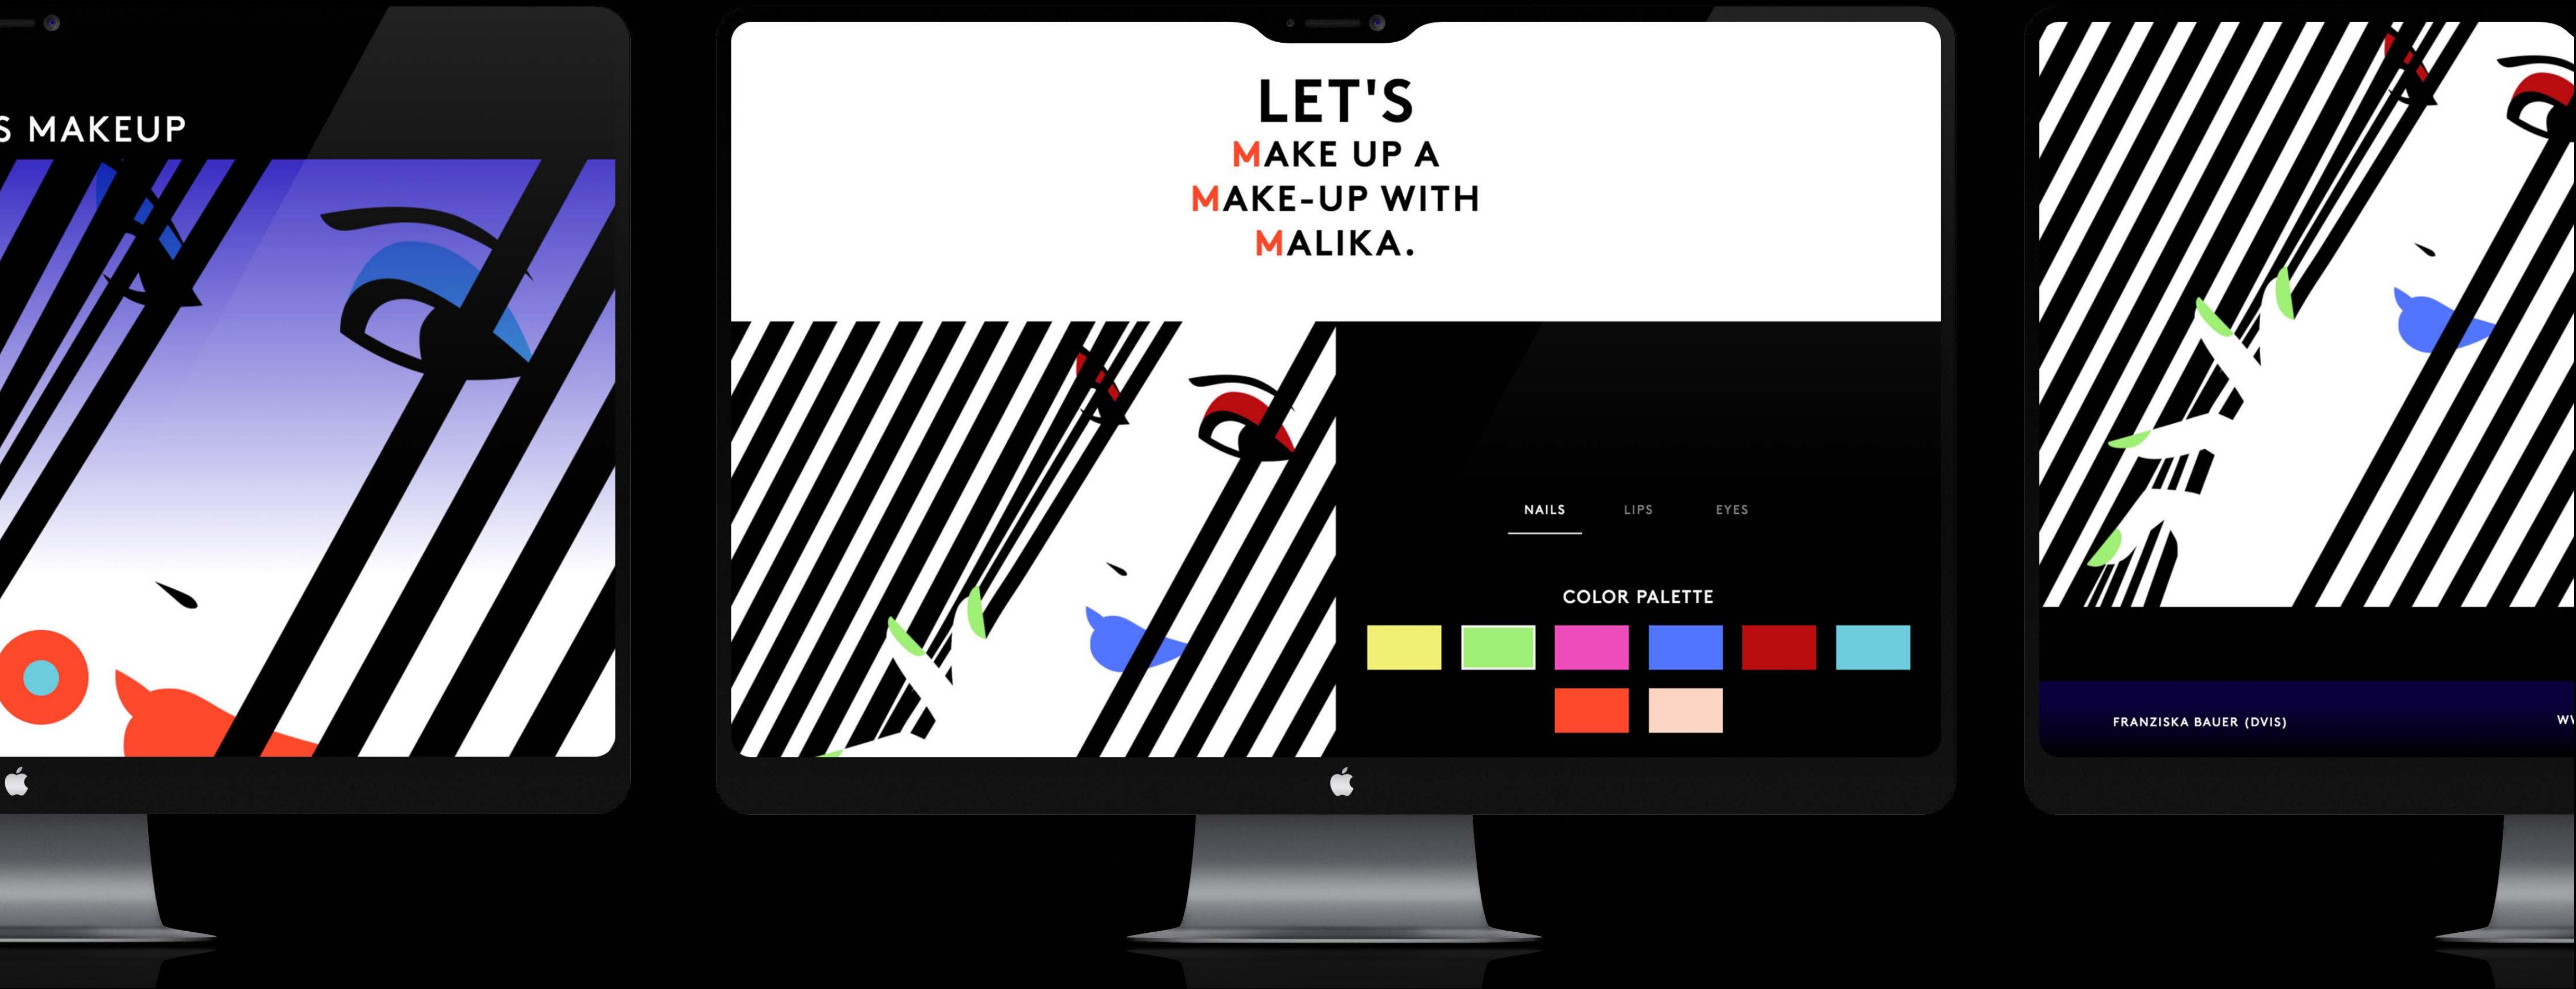 S MAKEUP
LET'S
MAKE UP A
MAKE-UP WITH
MALIKA.
NAILS LIPS EYES
COLOR PALETTE
FRANZISKA BAUER (DVIS)